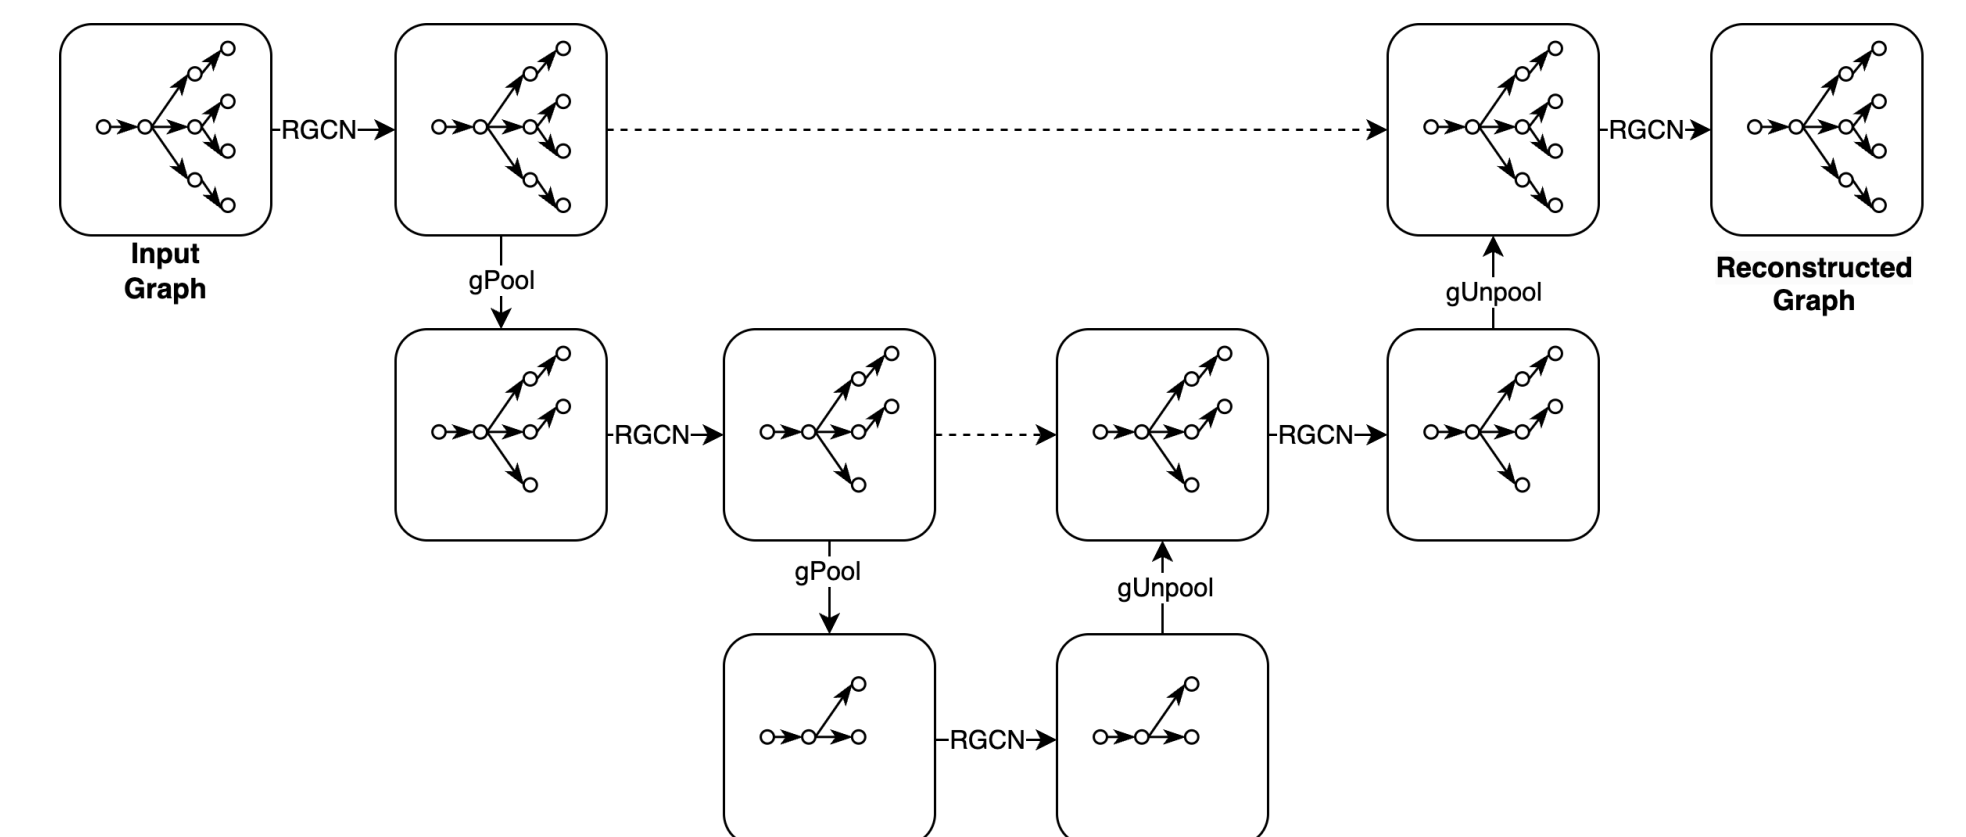 RGCN
RGCN
Input
Graph
gPool
gUnpool
Reconstructed
Graph
RGCN
RGCN
gPool
gUnpool
RGCN